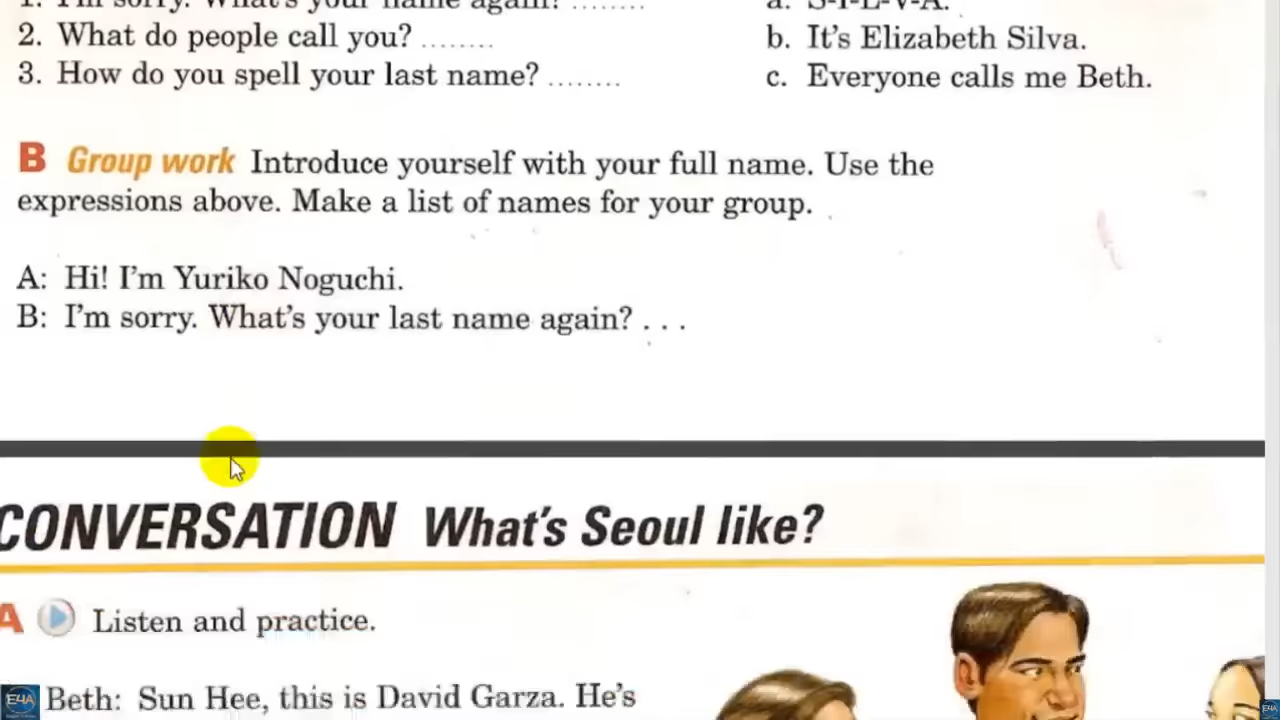 1. I'm sorry. What's your name again? ........ a. S-I-L-V-A.
2. What do people call you? ........ b. It's Elizabeth Silva.
3. How do you spell your last name? ........ c. Everyone calls me Beth.
B Group work Introduce yourself with your full name. Use the
expressions above. Make a list of names for your group.
A: Hi! I'm Yuriko Noguchi.
B: I'm sorry. What's your last name again? . . .
CONVERSATION What's Seoul like?
A Listen and practice.
E4A Beth: Sun Hee, this is David Garza. He's